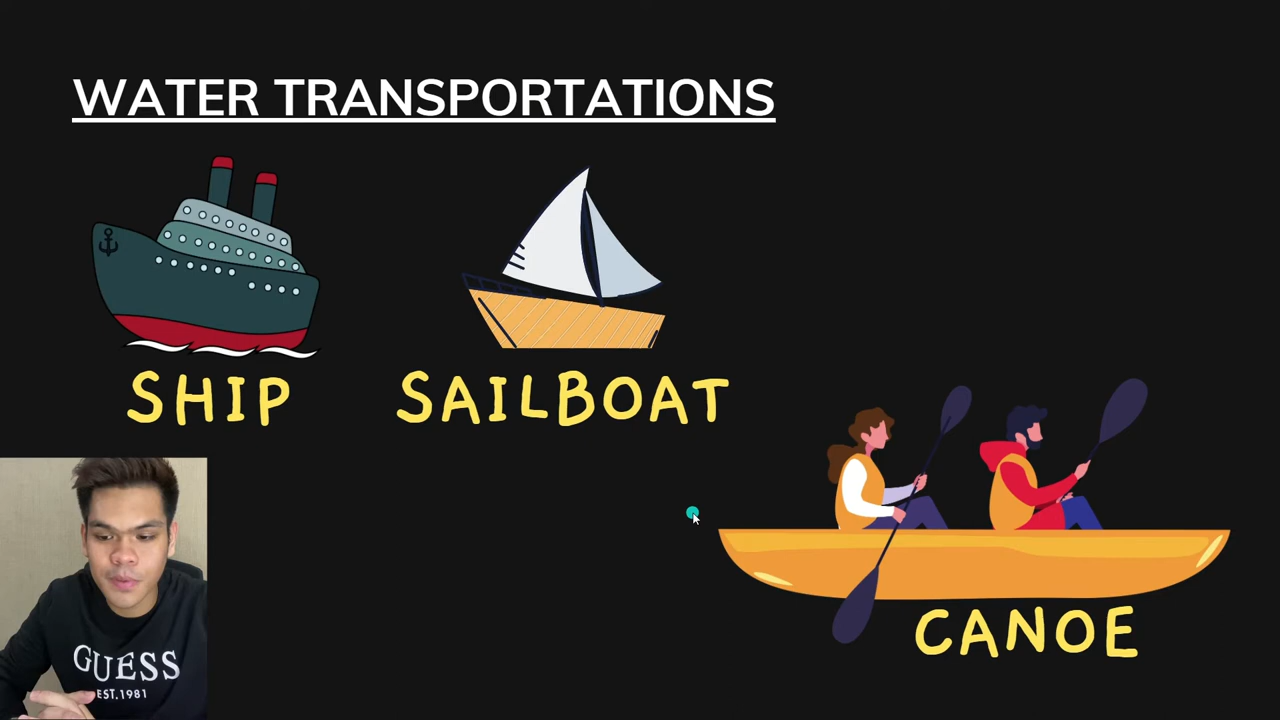 WATER TRANSPORTATIONS
SHIP
SAILBOAT
CANOE
GUESS
EST.1981